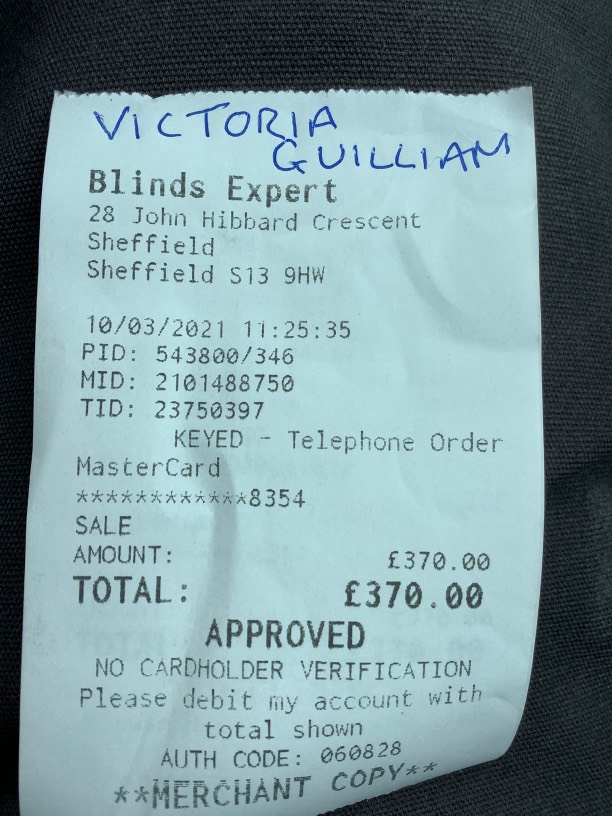 VICTORIA
GUILLIAM
Blinds Expert
28 John Hibbard Crescent
Sheffield
Sheffield S13 9HW
10/03/2021 11:25:35
PID: 543800/346
MID: 2101488750
TID: 23750397
KEYED - Telephone Order
MasterCard
************8354
SALE
AMOUNT: £370.00
TOTAL: £370.00
APPROVED
NO CARDHOLDER VERIFICATION
Please debit my account with
total shown
AUTH CODE: 060828
**MERCHANT COPY**